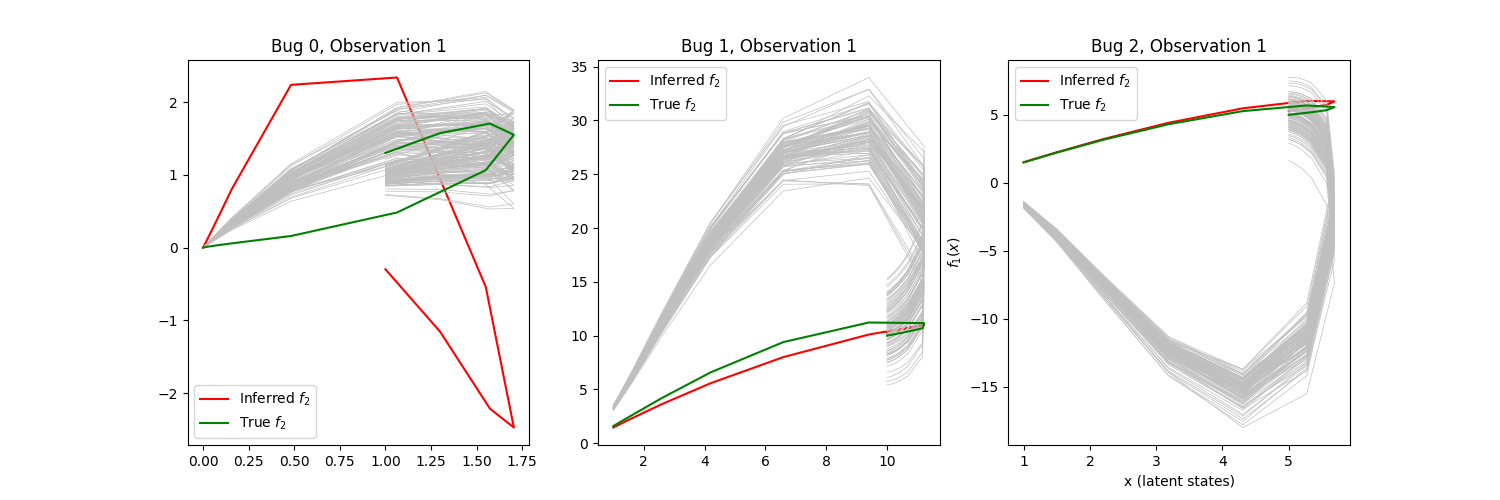 Bug 0, Observation 1
Inferred f₂
True f₂
2
1
0
−1
−2
0.00 0.25 0.50 0.75 1.00 1.25 1.50 1.75
Bug 1, Observation 1
Inferred f₂
True f₂
35
30
25
20
15
10
5
0
2 4 6 8 10
Bug 2, Observation 1
Inferred f₂
True f₂
f₁(x)
5
0
−5
−10
−15
1 2 3 4 5
x (latent states)